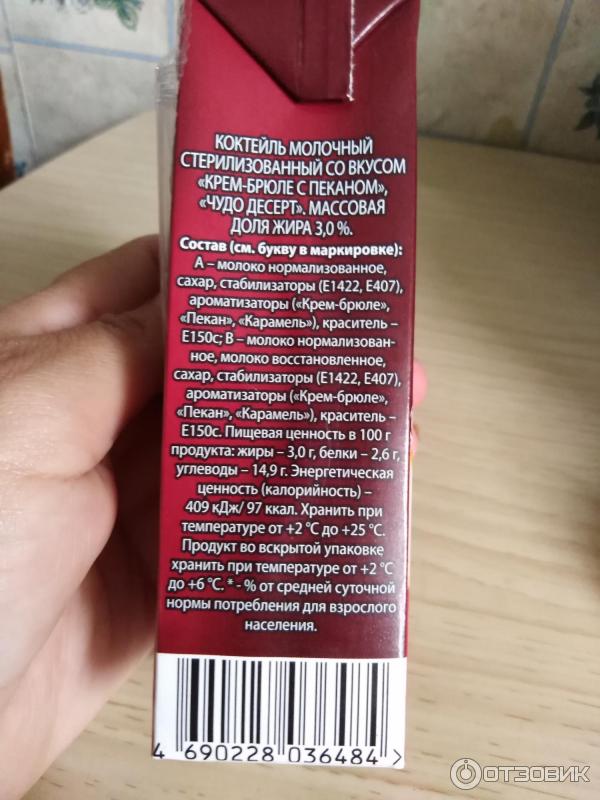 КОКТЕЙЛЬ МОЛОЧНЫЙ
СТЕРИЛИЗОВАННЫЙ СО ВКУСОМ
«КРЕМ-БРЮЛЕ С ПЕКАНОМ»,
«ЧУДО ДЕСЕРТ». МАССОВАЯ
ДОЛЯ ЖИРА 3,0 %.
Состав (см. букву в маркировке):
А – молоко нормализованное,
сахар, стабилизаторы (Е1422, Е407),
ароматизаторы («Крем-брюле»,
«Пекан», «Карамель»), краситель –
Е150с; В – молоко нормализован-
ное, молоко восстановленное,
сахар, стабилизаторы (Е1422, Е407),
ароматизаторы («Крем-брюле»,
«Пекан», «Карамель»), краситель –
Е150с. Пищевая ценность в 100 г
продукта: жиры – 3,0 г, белки – 2,6 г,
углеводы – 14,9 г. Энергетическая
ценность (калорийность) –
409 кДж/ 97 ккал. Хранить при
температуре от +2 °С до +25 °С.
Продукт во вскрытой упаковке
хранить при температуре от +2 °С
до +6 °С. * - % от средней суточной
нормы потребления для взрослого
населения.
4 690228 036484 >
ОТЗОВИК